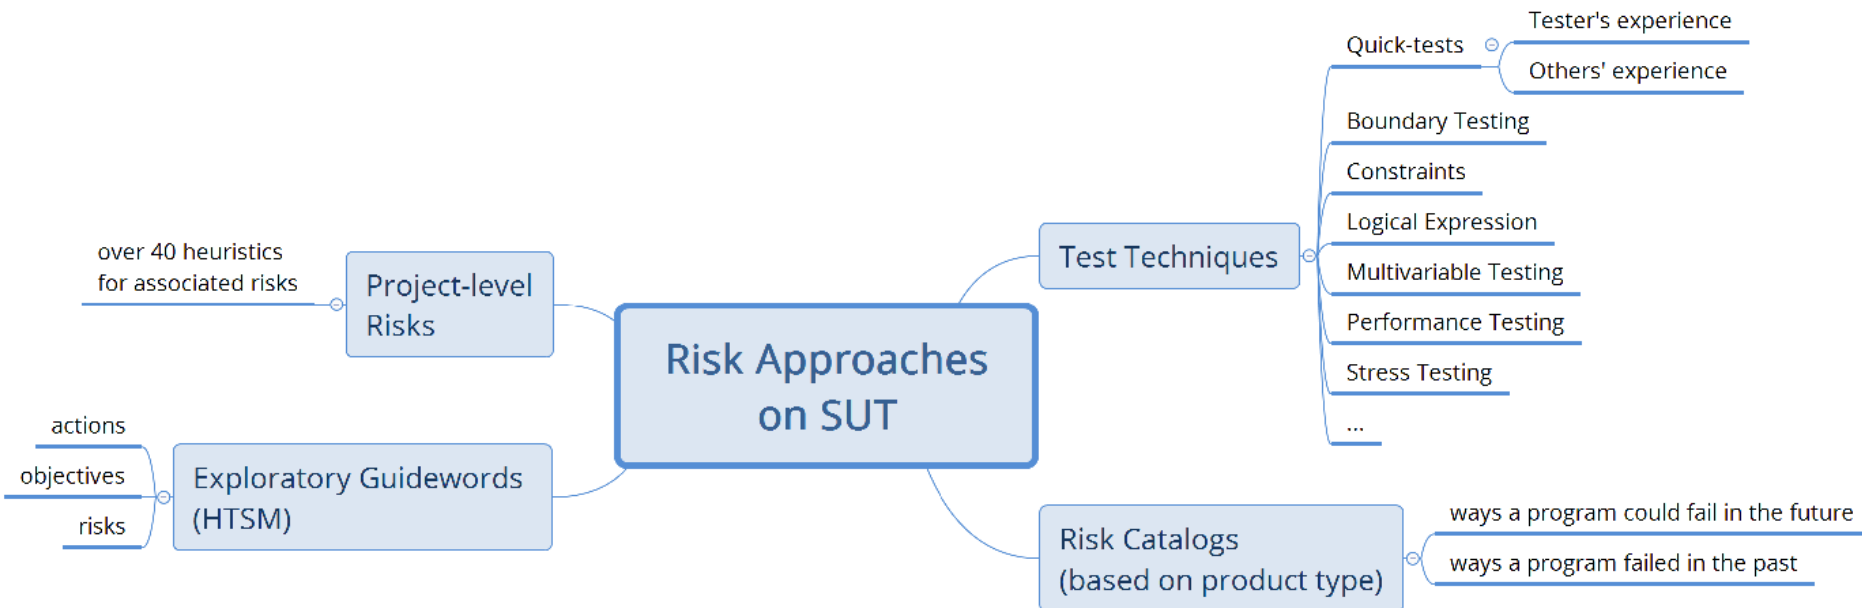 Risk Approaches
on SUT
Test Techniques
Quick-tests
Tester's experience
Others' experience
Boundary Testing
Constraints
Logical Expression
Multivariable Testing
Performance Testing
Stress Testing
...
Risk Catalogs
(based on product type)
ways a program could fail in the future
ways a program failed in the past
Project-level
Risks
over 40 heuristics
for associated risks
Exploratory Guidewords
(HTSM)
actions
objectives
risks